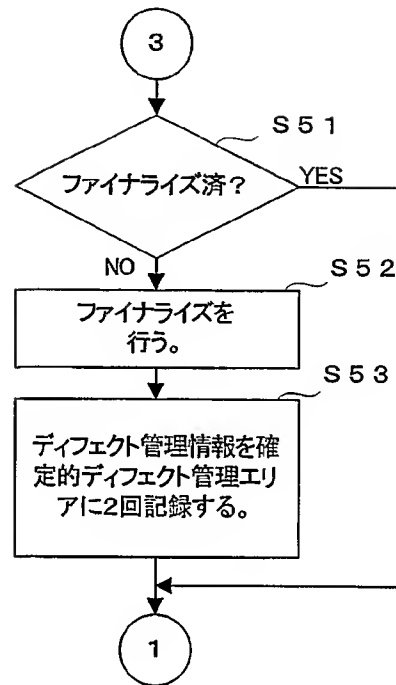 3
S51
ファイナライズ済？
YES
NO
S52
ファイナライズを
行う。
S53
ディフェクト管理情報を確
定的ディフェクト管理エリ
アに2回記録する。
1